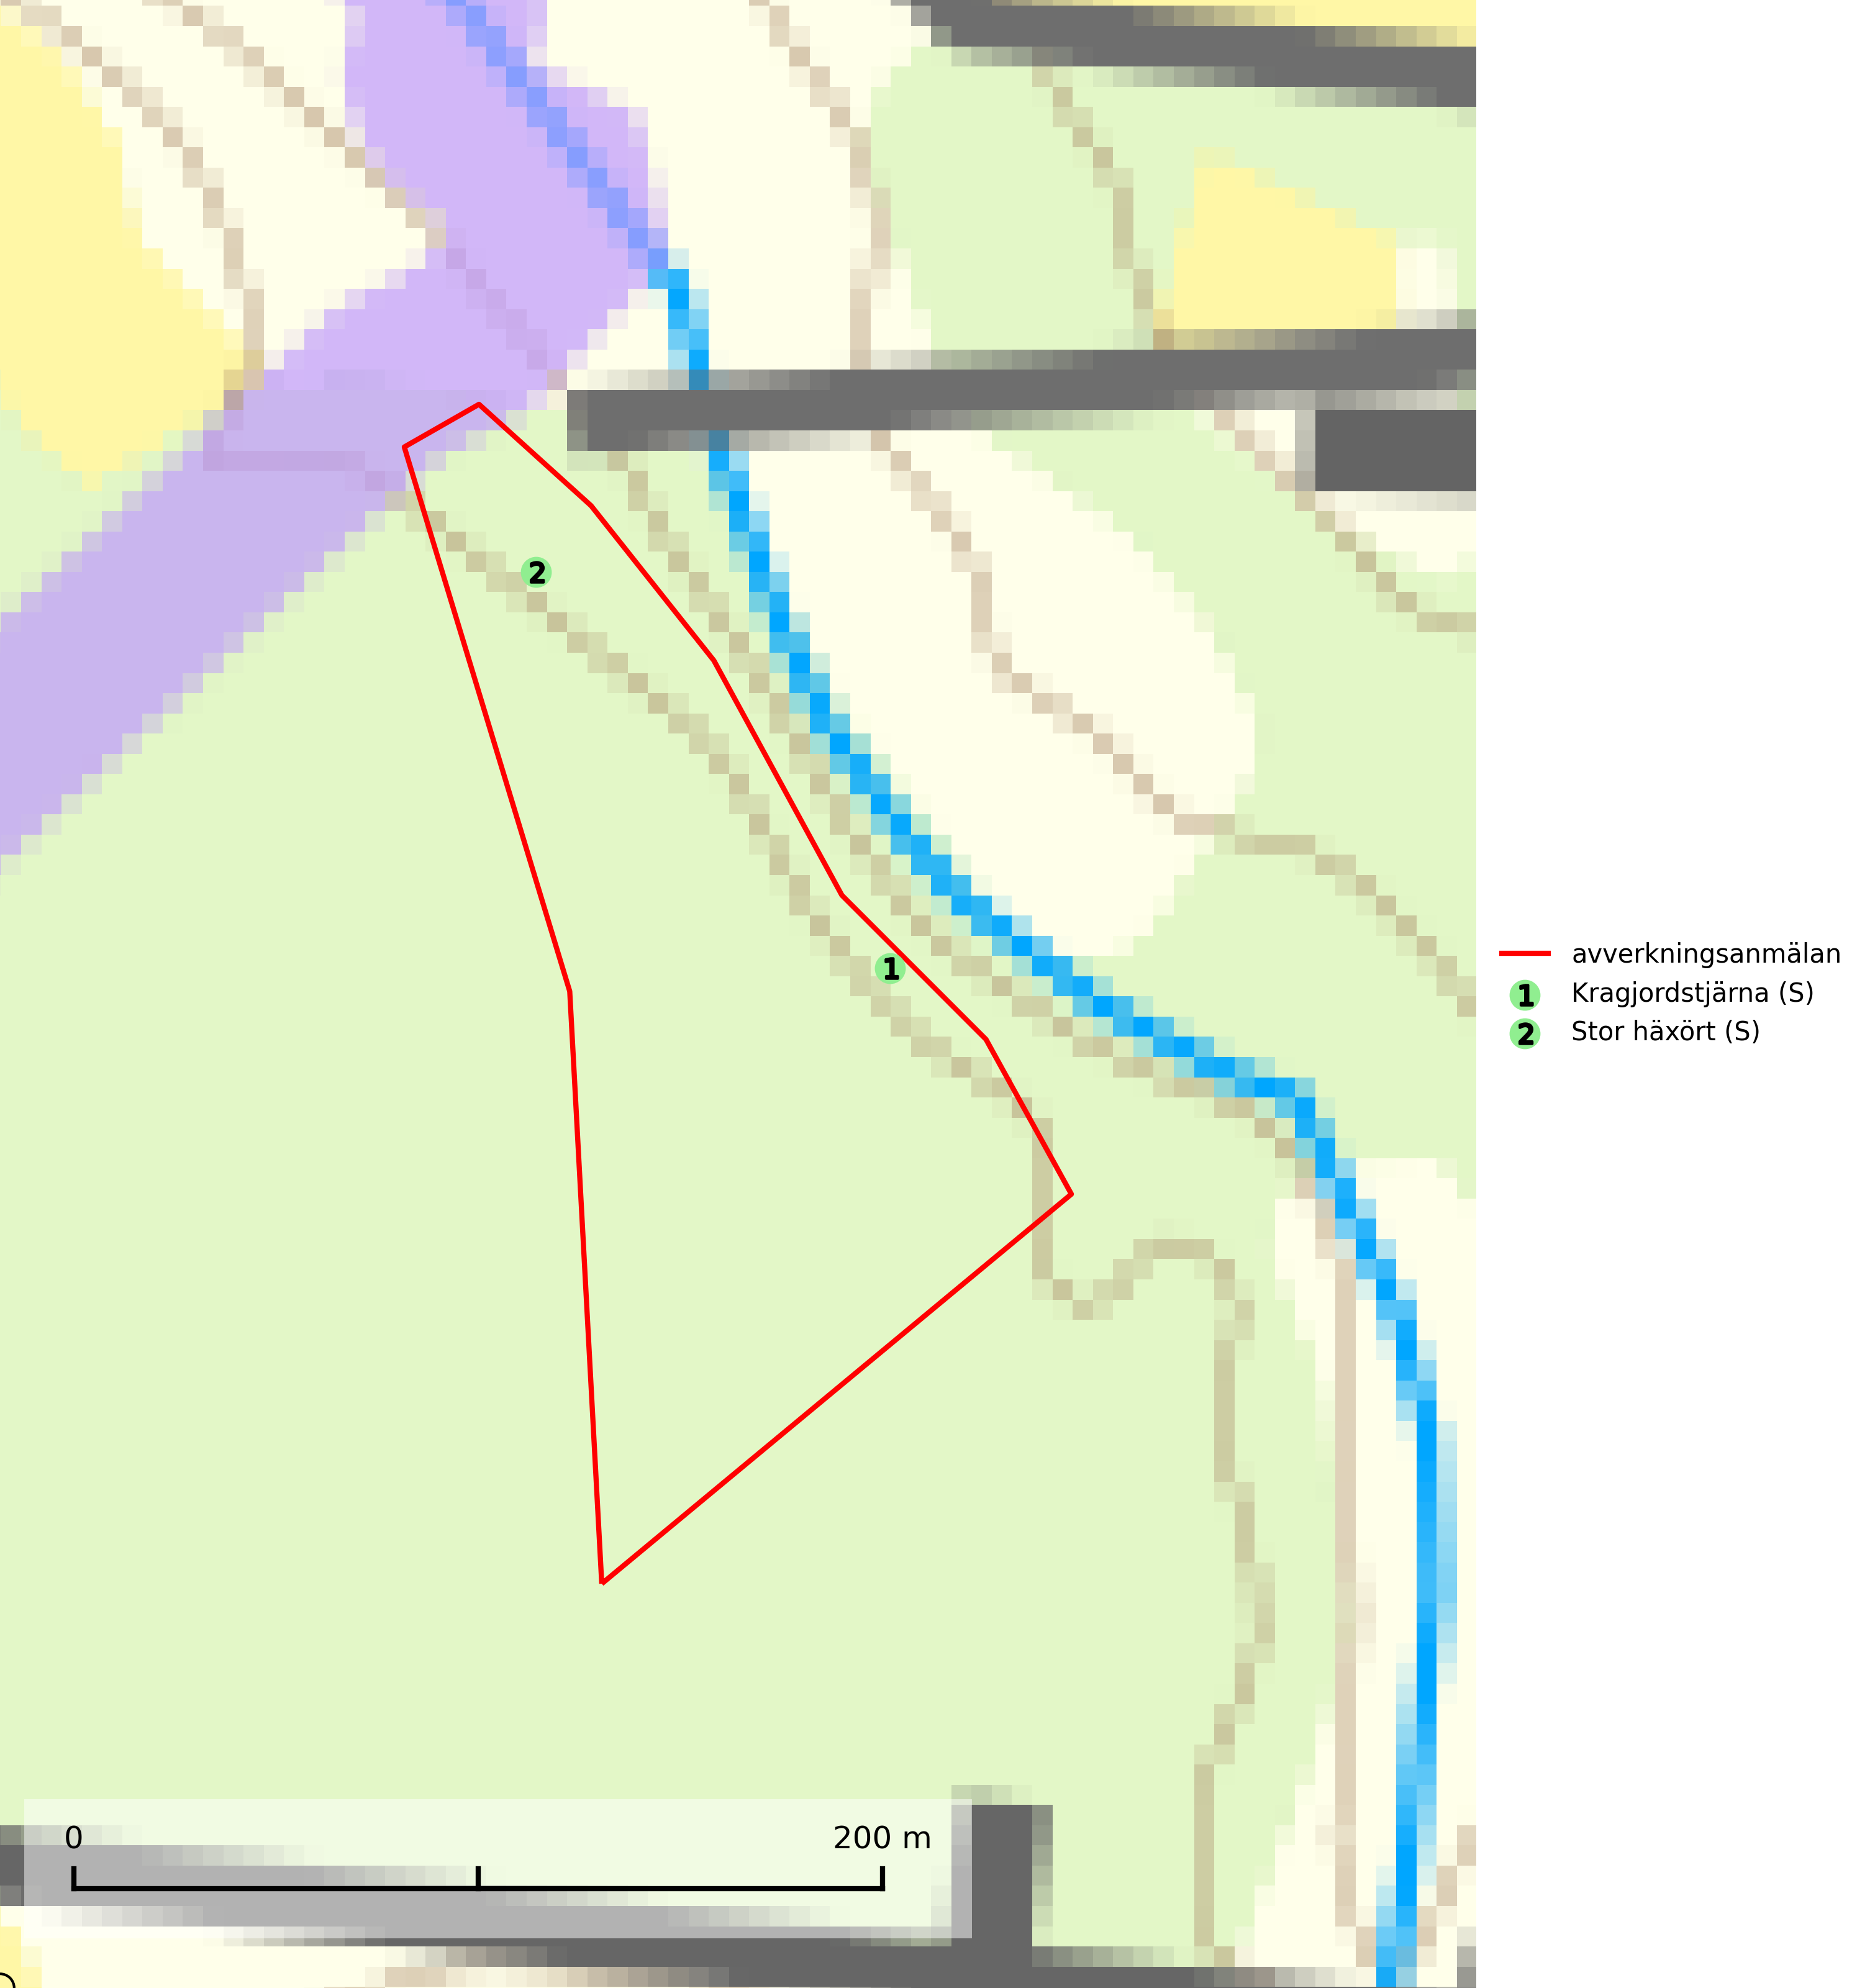 2
1
avverkningsanmälan
1 Kragjordstjärna (S)
2 Stor häxört (S)
0 200 m